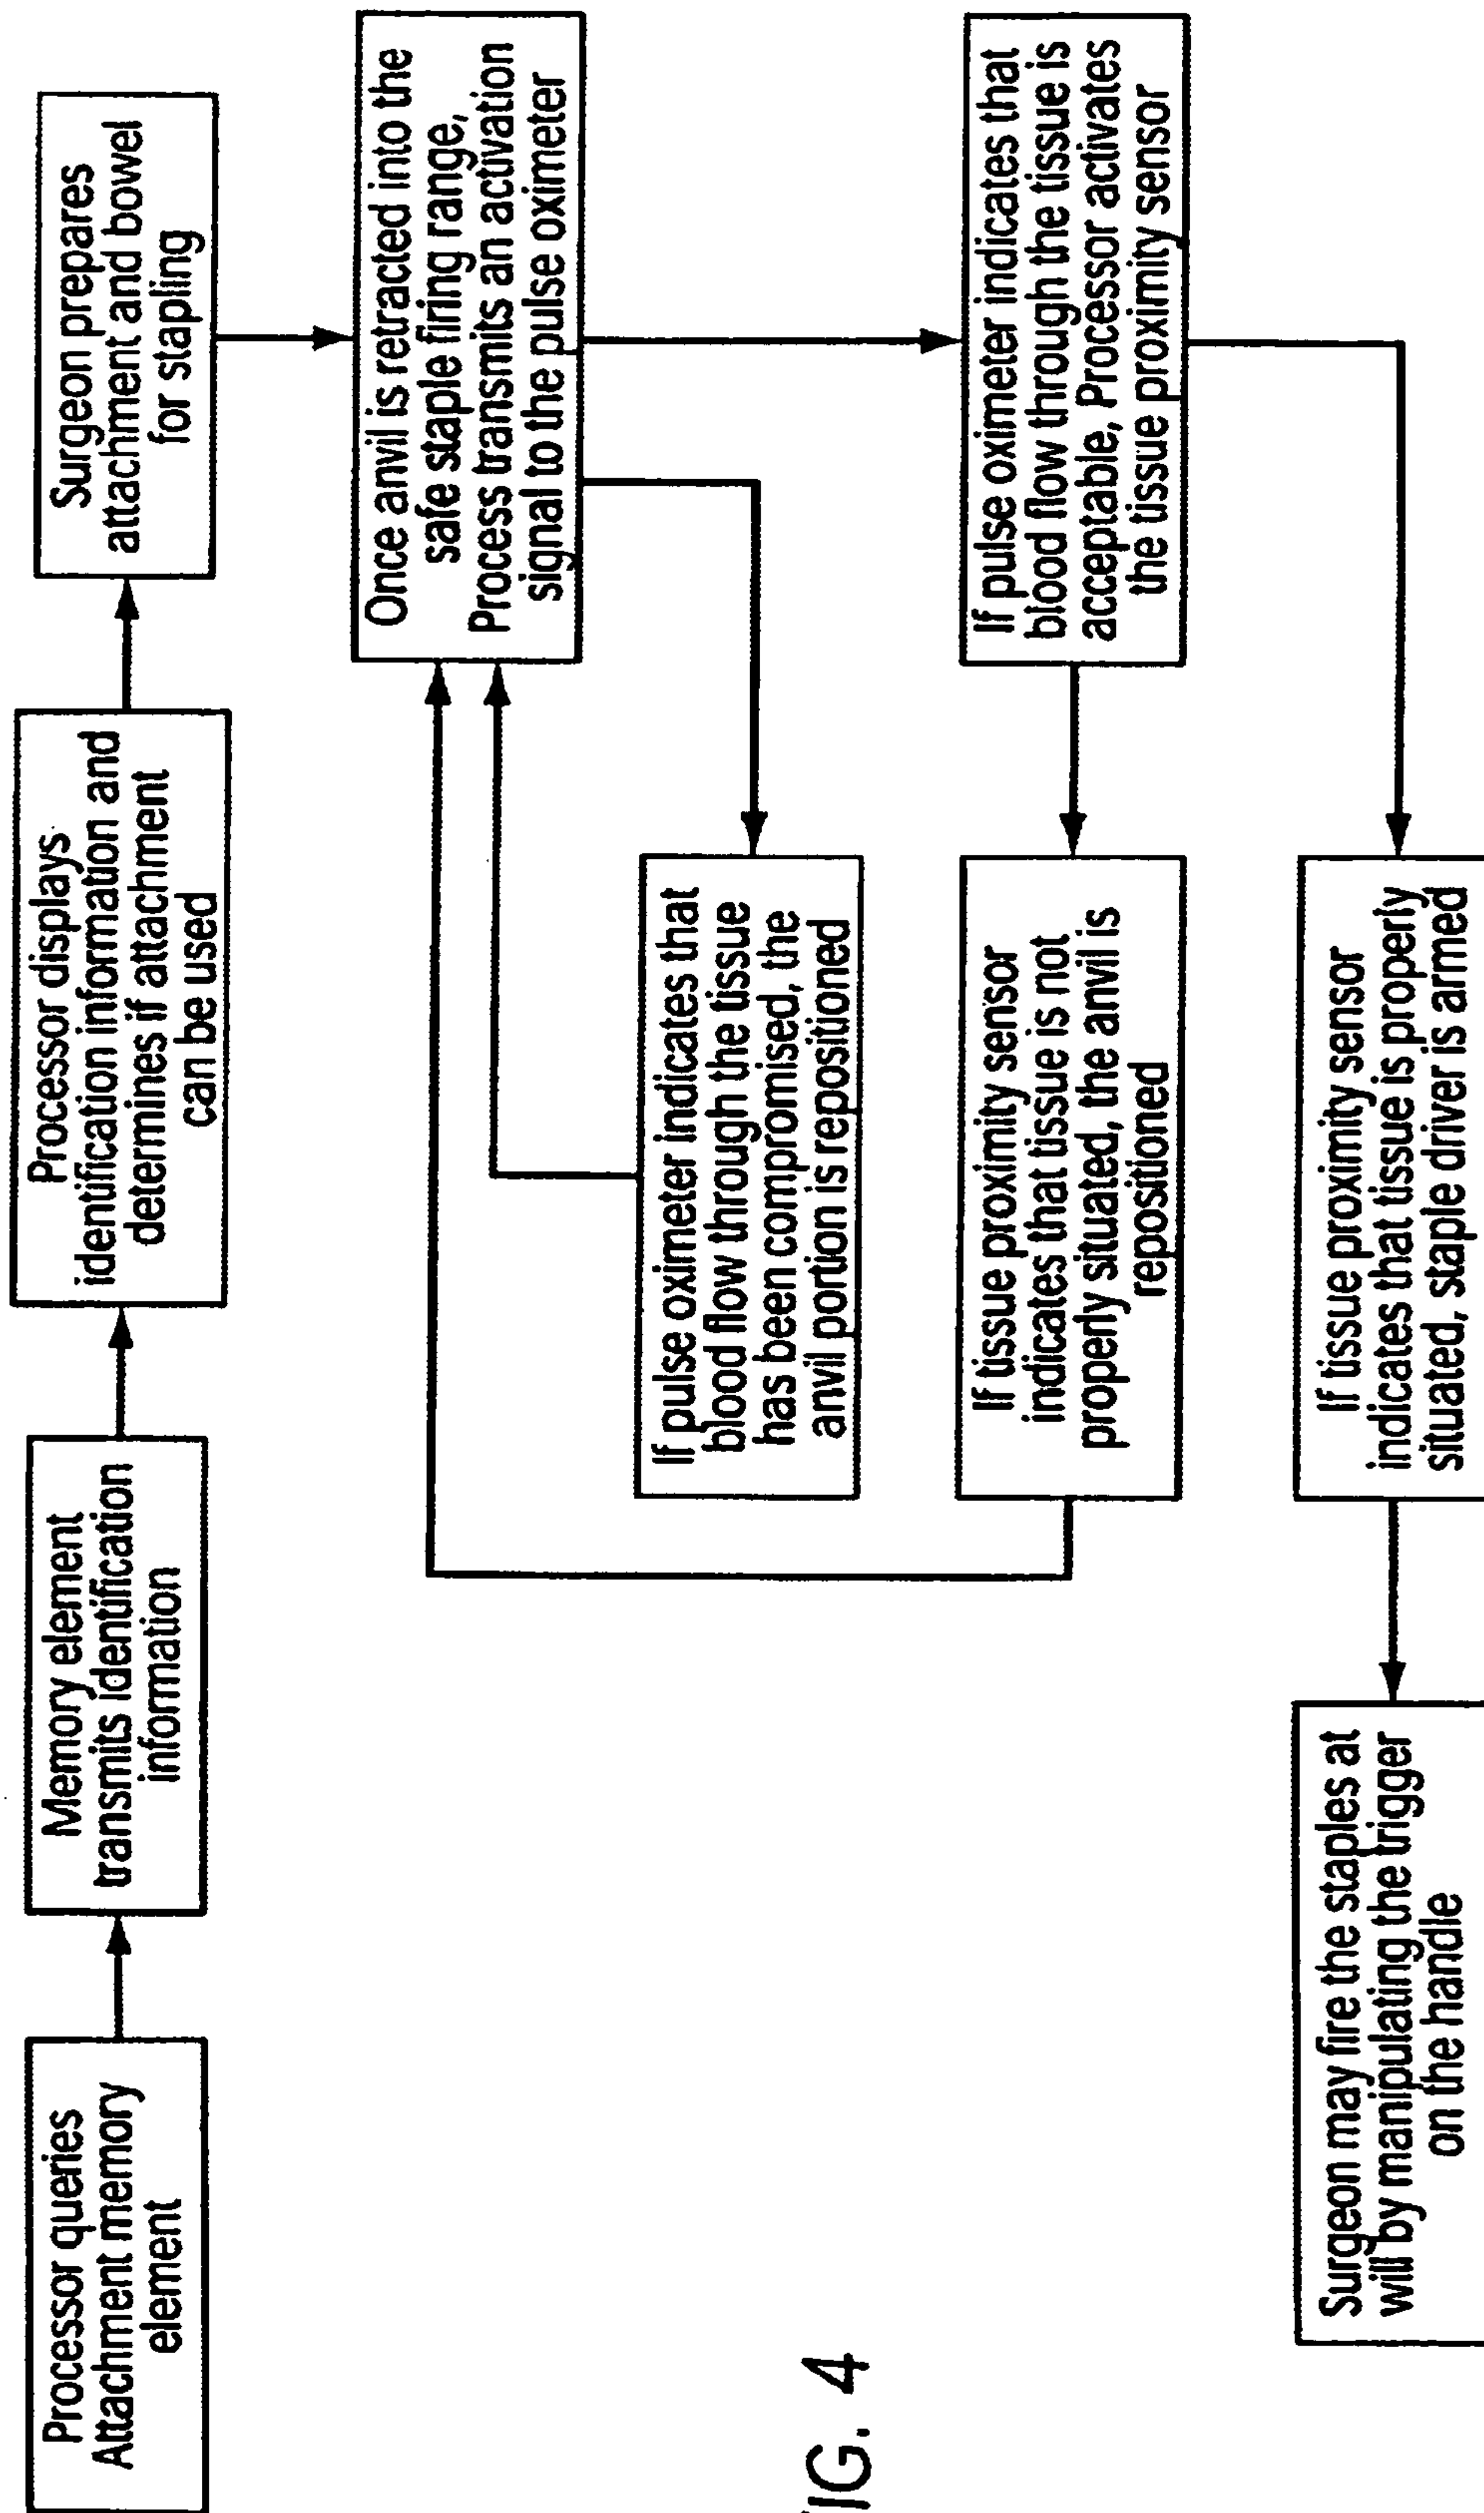 Processor queries
Attachment memory
element
Memory element
transmits identification
information
Processor displays
identification information and
determines if attachment
can be used
Surgeon prepares
attachment and bowel
for stapling
Once anvil is retracted into the
safe staple firing range,
Process transmits an activation
signal to the pulse oximeter
If pulse oximeter indicates that
blood flow through the tissue
has been compromised, the
anvil portion is repositioned
If pulse oximeter indicates that
blood flow through the tissue is
acceptable, Processor activates
the tissue proximity sensor
If tissue proximity sensor
indicates that tissue is not
properly situated, the anvil is
repositioned
If tissue proximity sensor
indicates that tissue is properly
situated, staple driver is armed
Surgeon may fire the staples at
will by manipulating the trigger
on the handle
FIG. 4